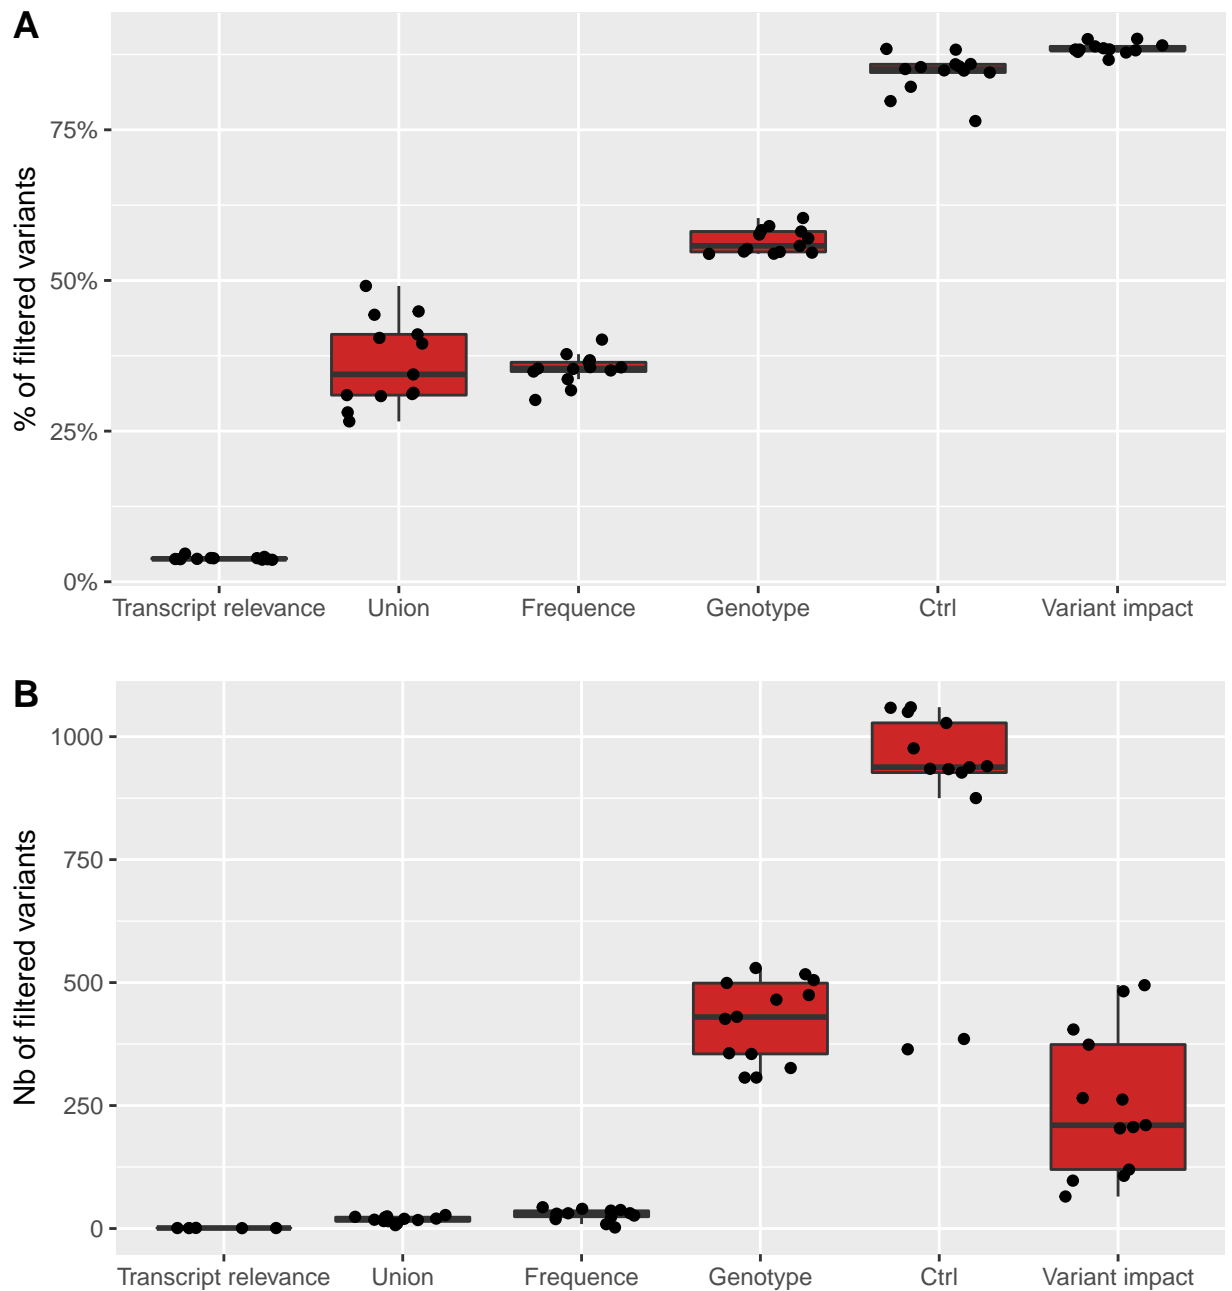 A
% of filtered variants
75%
50%
25%
0%
Transcript relevance Union Frequence Genotype Ctrl Variant impact
B
Nb of filtered variants
1000
750
500
250
0
Transcript relevance Union Frequence Genotype Ctrl Variant impact